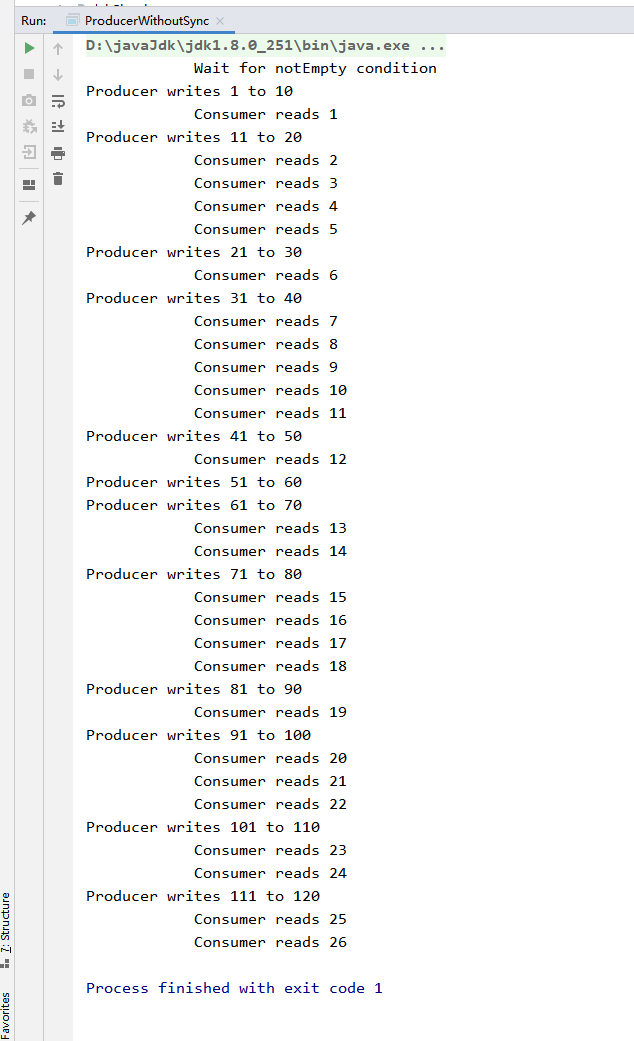 Run: ProducerWithoutSync ×
D:\javaJdk\jdk1.8.0_251\bin\java.exe ...
Wait for notEmpty condition
Producer writes 1 to 10
Consumer reads 1
Producer writes 11 to 20
Consumer reads 2
Consumer reads 3
Consumer reads 4
Consumer reads 5
Producer writes 21 to 30
Consumer reads 6
Producer writes 31 to 40
Consumer reads 7
Consumer reads 8
Consumer reads 9
Consumer reads 10
Consumer reads 11
Producer writes 41 to 50
Consumer reads 12
Producer writes 51 to 60
Producer writes 61 to 70
Consumer reads 13
Consumer reads 14
Producer writes 71 to 80
Consumer reads 15
Consumer reads 16
Consumer reads 17
Consumer reads 18
Producer writes 81 to 90
Consumer reads 19
Producer writes 91 to 100
Consumer reads 20
Consumer reads 21
Consumer reads 22
Producer writes 101 to 110
Consumer reads 23
Consumer reads 24
Producer writes 111 to 120
Consumer reads 25
Consumer reads 26
Process finished with exit code 1
7: Structure
Favorites